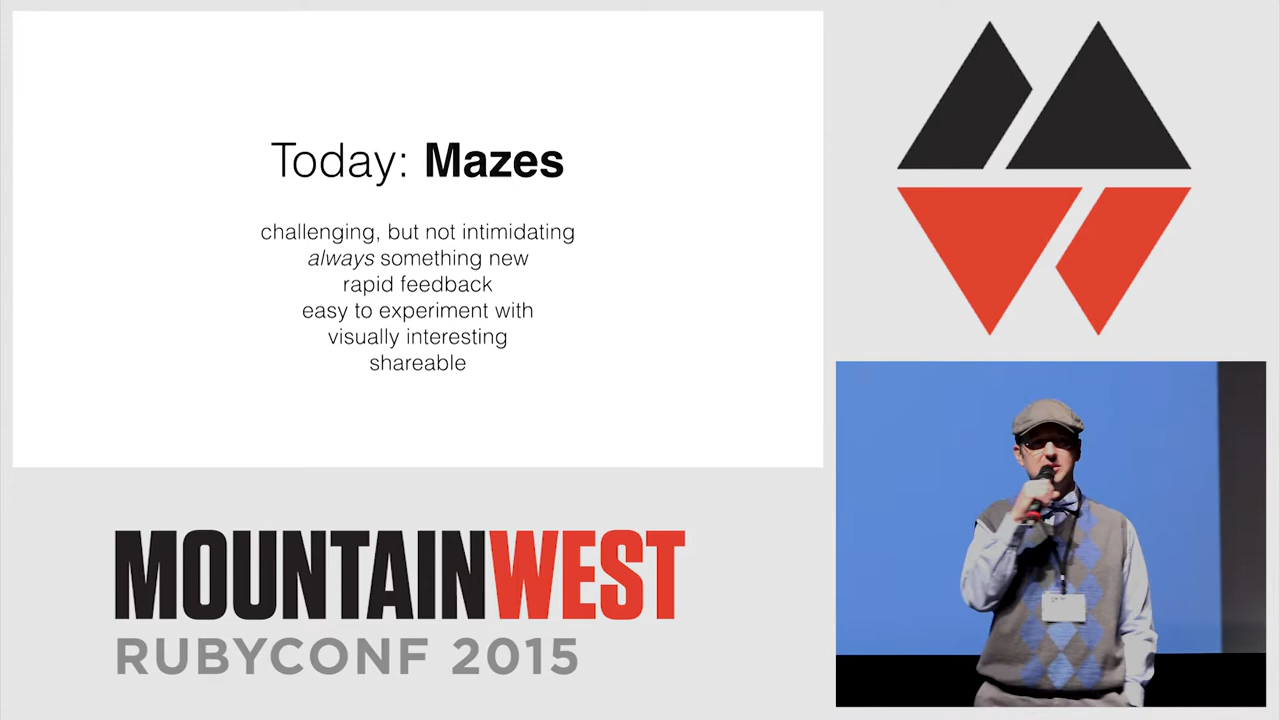 Today: Mazes
challenging, but not intimidating
always something new
rapid feedback
easy to experiment with
visually interesting
shareable
MOUNTAINWEST
RUBYCONF 2015